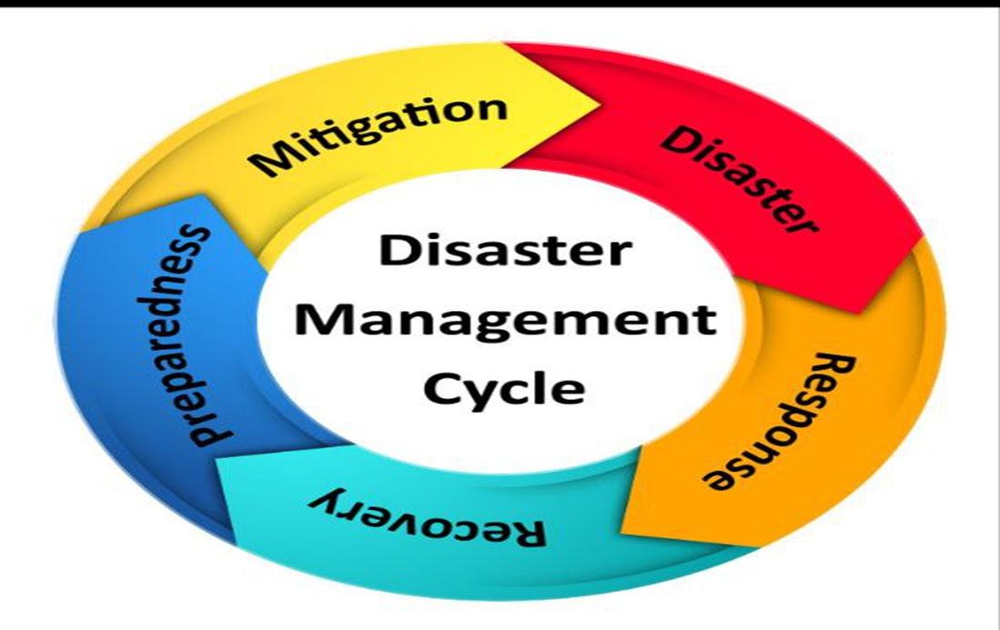 Disaster
Management
Cycle
Mitigation
Disaster
Response
Recovery
Preparedness